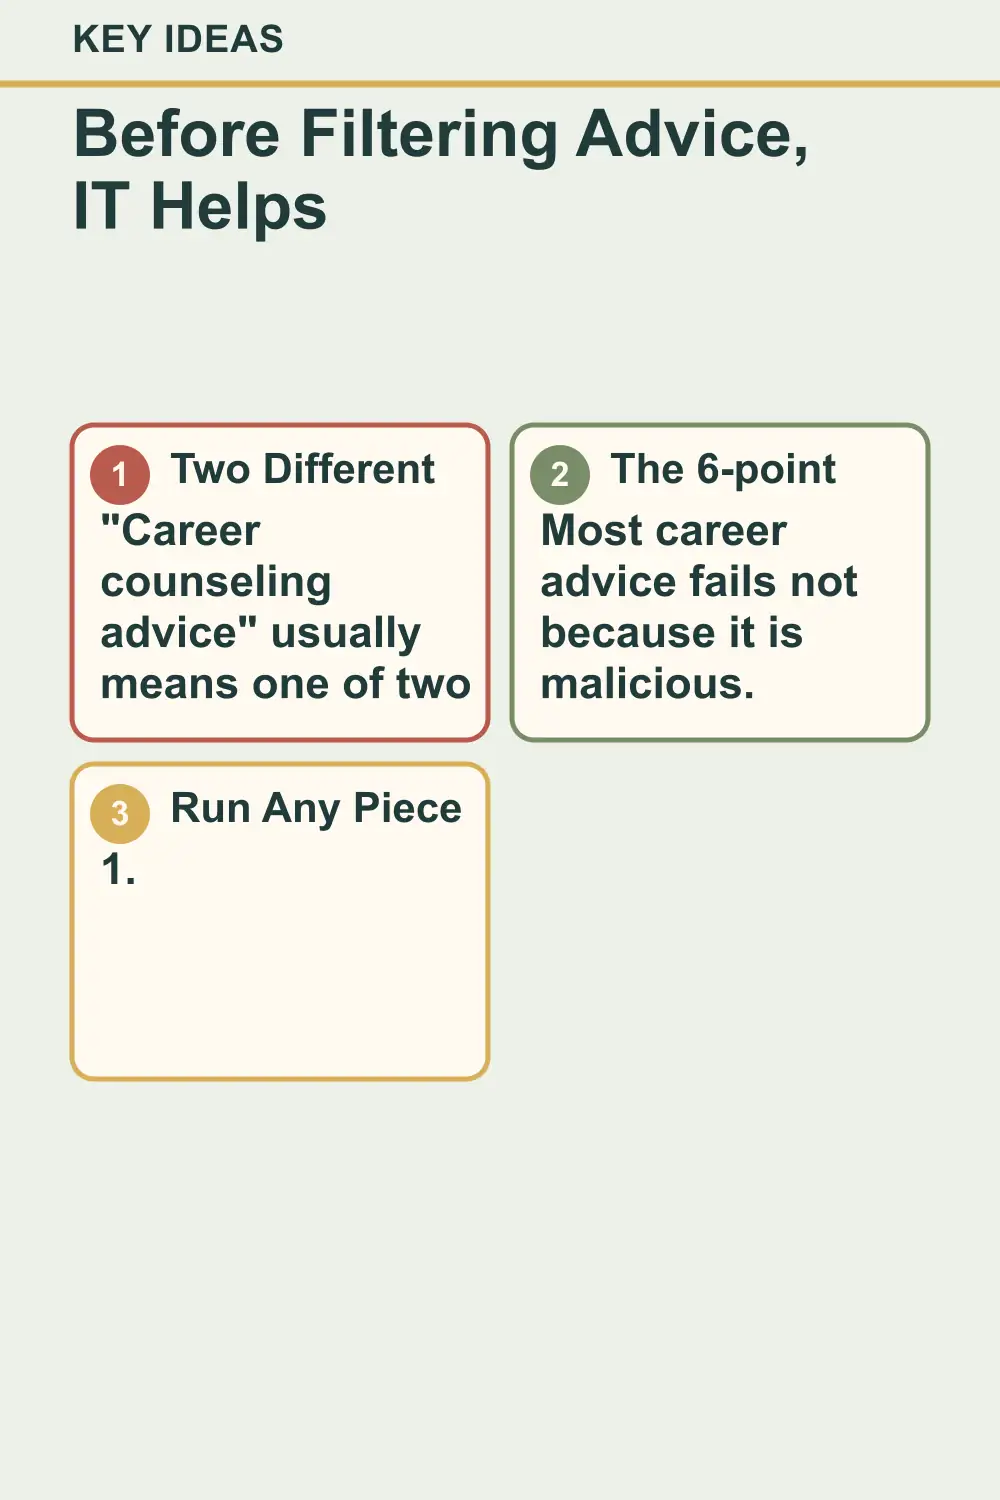 KEY IDEAS
Before Filtering Advice,
IT Helps
1 Two Different
"Career
counseling
advice" usually
means one of two
2 The 6-point
Most career
advice fails not
because it is
malicious.
3 Run Any Piece
1.